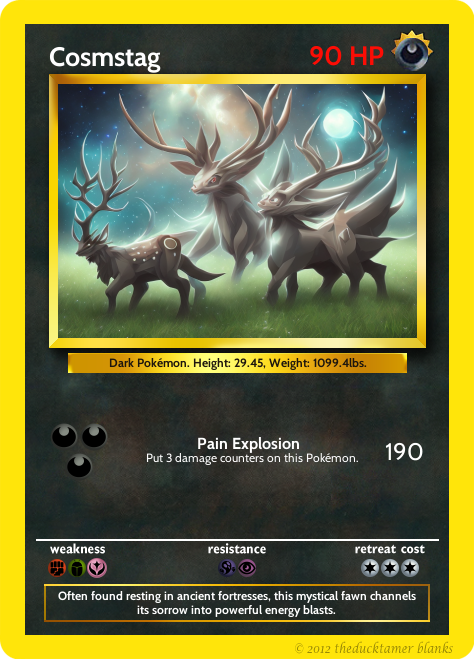 Cosmstag
90 HP
Dark Pokémon. Height: 29.45, Weight: 1099.4lbs.
Pain Explosion
Put 3 damage counters on this Pokémon.
190
weakness resistance retreat cost
Often found resting in ancient fortresses, this mystical fawn channels
its sorrow into powerful energy blasts.
© 2012 theducktamer blanks